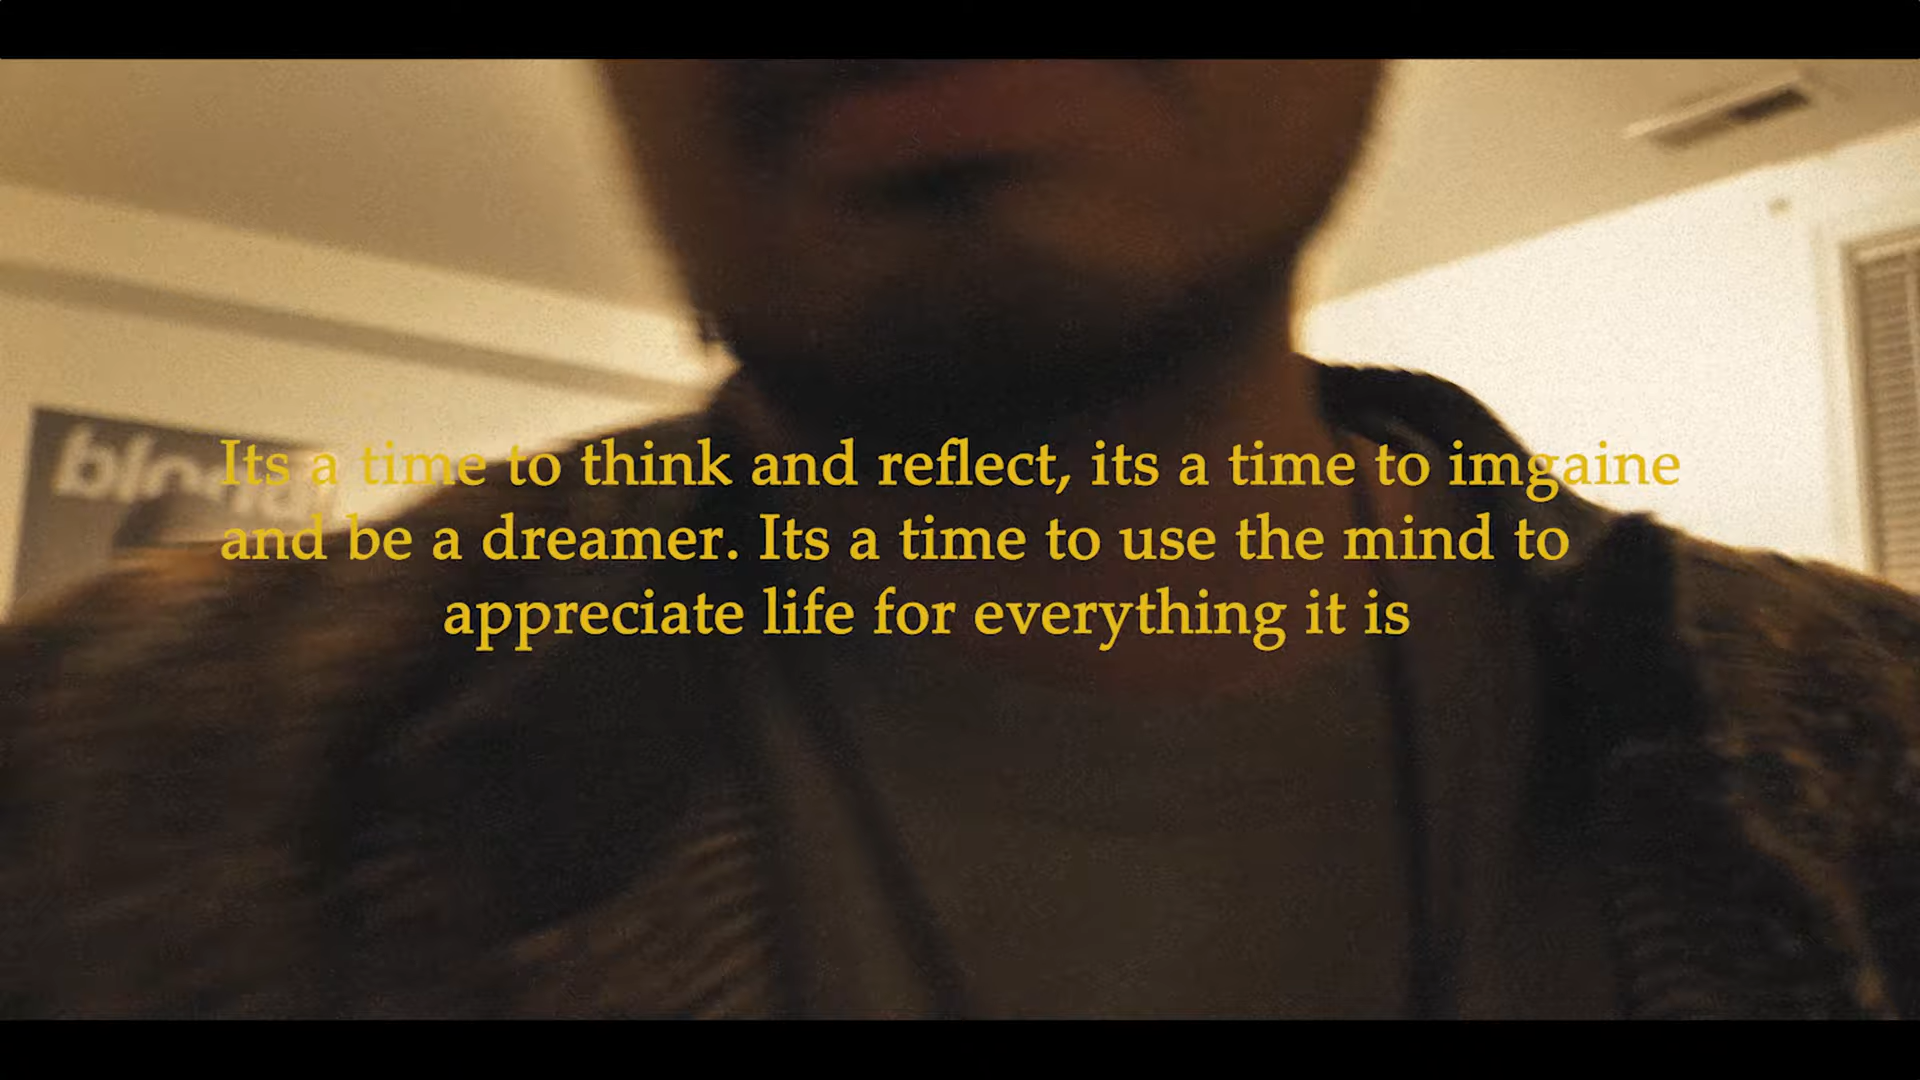 blond
Its a time to think and reflect, its a time to imgaine
and be a dreamer. Its a time to use the mind to
appreciate life for everything it is